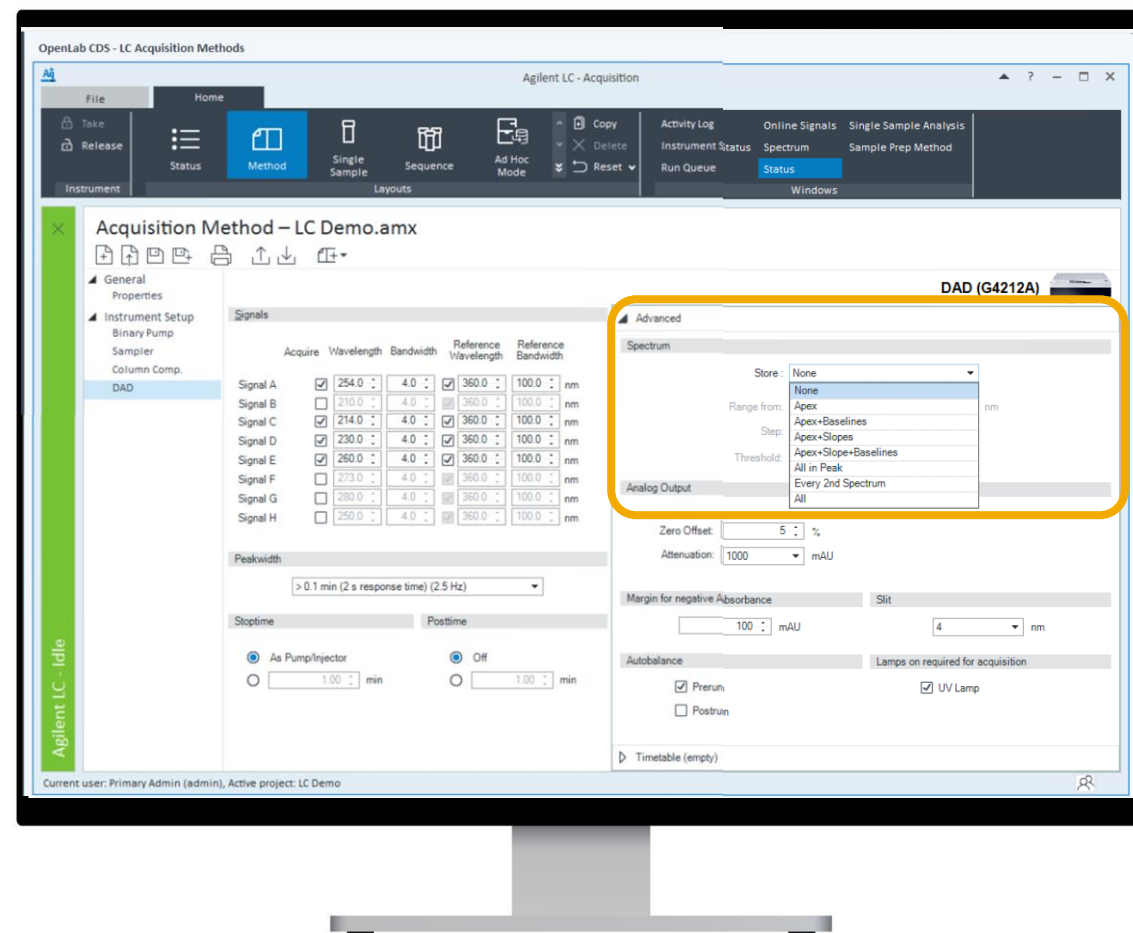 OpenLab CDS - LC Acquisition Methods
Agilent LC - Acquisition
?
File Home
Take
Release
Instrument
Status
Method
Single Sample
Sequence
Ad Hoc Mode
Layouts
Copy
Delete
Reset
Activity Log Online Signals Single Sample Analysis
Instrument Status Spectrum Sample Prep Method
Run Queue Status
Windows
Acquisition Method – LC Demo.amx
General
Properties
Instrument Setup
Binary Pump
Sampler
Column Comp.
DAD
DAD (G4212A)
Signals
Acquire Wavelength Bandwidth Reference Wavelength Reference Bandwidth
Signal A 254.0 4.0 360.0 100.0 nm
Signal B 210.0 4.0 360.0 100.0 nm
Signal C 214.0 4.0 360.0 100.0 nm
Signal D 230.0 4.0 360.0 100.0 nm
Signal E 260.0 4.0 360.0 100.0 nm
Signal F 273.0 4.0 360.0 100.0 nm
Signal G 280.0 4.0 360.0 100.0 nm
Signal H 250.0 4.0 360.0 100.0 nm
Peakwidth
> 0.1 min (2 s response time) (2.5 Hz)
Stoptime Posttime
As Pump/Injector Off
1.00 min 1.00 min
Advanced
Spectrum
Store : None
None
Range from: Apex nm
Apex+Baselines
Step: Apex+Slopes
Threshold: Apex+Slope+Baselines
All in Peak
Every 2nd Spectrum
All
Analog Output
Zero Offset: 5 %
Attenuation: 1000 mAU
Margin for negative Absorbance Slit
100 mAU 4 nm
Autobalance Lamps on required for acquisition
Prerun UV Lamp
Postrun
Timetable (empty)
Agilent LC - Idle
Current user: Primary Admin (admin), Active project: LC Demo